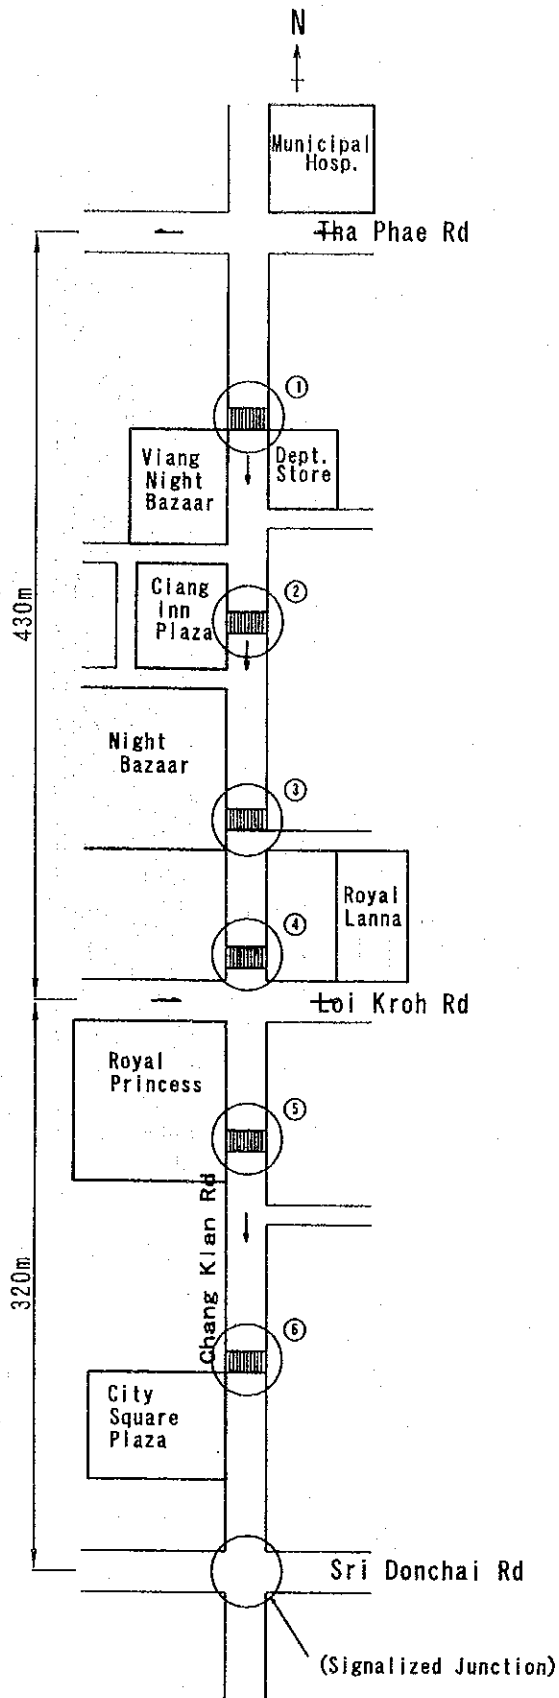 N
Municipal
Hosp.
Tha Phae Rd
①
Viang
Night
Bazaar
Dept.
Store
②
Ciang
Inn
Plaza
430m
Night
Bazaar
③
④
Royal
Lanna
Loi Kroh Rd
Royal
Princess
⑤
Chang Klan Rd
320m
⑥
City
Square
Plaza
Sri Donchai Rd
(Signalized Junction)